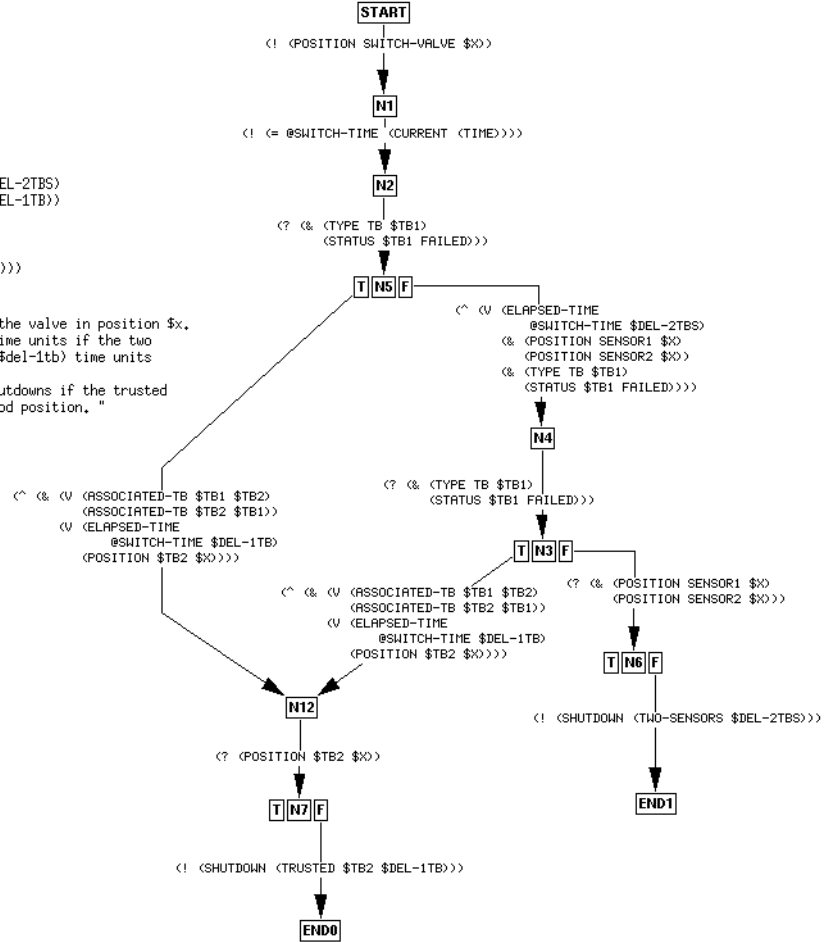 START
(! (POSITION SWITCH-VALVE $X))
N1
(! (= @SWITCH-TIME (CURRENT (TIME))))
EL-2TBS)
EL-1TB))
N2
(? (& (TYPE TB $TB1)
(STATUS $TB1 FAILED)))
)))
T N5 F
the valve in position $x.
ime units if the two
$del-1tb) time units
utdowns if the trusted
od position. "
(^ (V (ELAPSED-TIME
@SWITCH-TIME $DEL-2TBS)
(& (POSITION SENSOR1 $X)
(POSITION SENSOR2 $X))
(& (TYPE TB $TB1)
(STATUS $TB1 FAILED))))
N4
(? (& (TYPE TB $TB1)
(STATUS $TB1 FAILED)))
(^ (& (V (ASSOCIATED-TB $TB1 $TB2)
(ASSOCIATED-TB $TB2 $TB1))
(V (ELAPSED-TIME
@SWITCH-TIME $DEL-1TB)
(POSITION $TB2 $X))))
T N3 F
(^ (& (V (ASSOCIATED-TB $TB1 $TB2)
(ASSOCIATED-TB $TB2 $TB1))
(V (ELAPSED-TIME
@SWITCH-TIME $DEL-1TB)
(POSITION $TB2 $X))))
(? (& (POSITION SENSOR1 $X)
(POSITION SENSOR2 $X)))
T N6 F
N12
(! (SHUTDOWN (TWO-SENSORS $DEL-2TBS)))
(? (POSITION $TB2 $X))
T N7 F
END1
(! (SHUTDOWN (TRUSTED $TB2 $DEL-1TB)))
END0